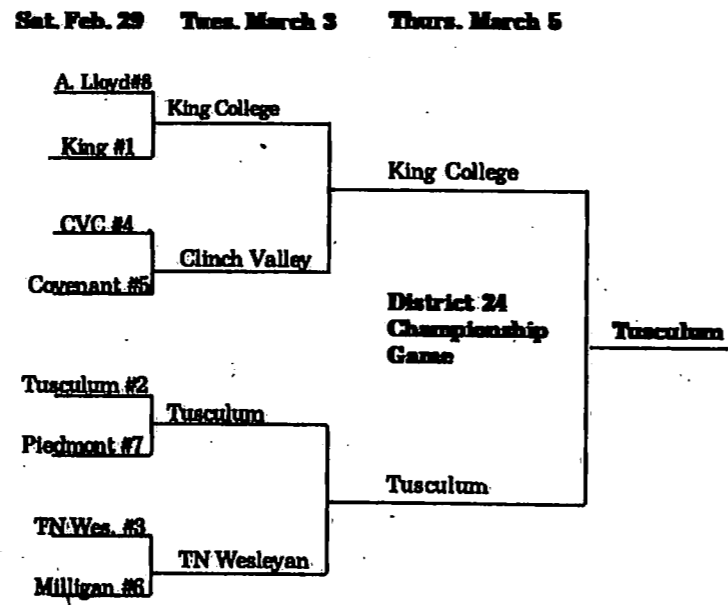 Sat. Feb. 29 Tues. March 3 Thurs. March 5
A. Lloyd#8
King College
King #1
King College
CVC #4
Clinch Valley
Covenant #5
District 24
Championship
Game
Tusculum
Tusculum #2
Tusculum
Piedmont #7
Tusculum
TN Wes. #3
TN Wesleyan
Milligan #6